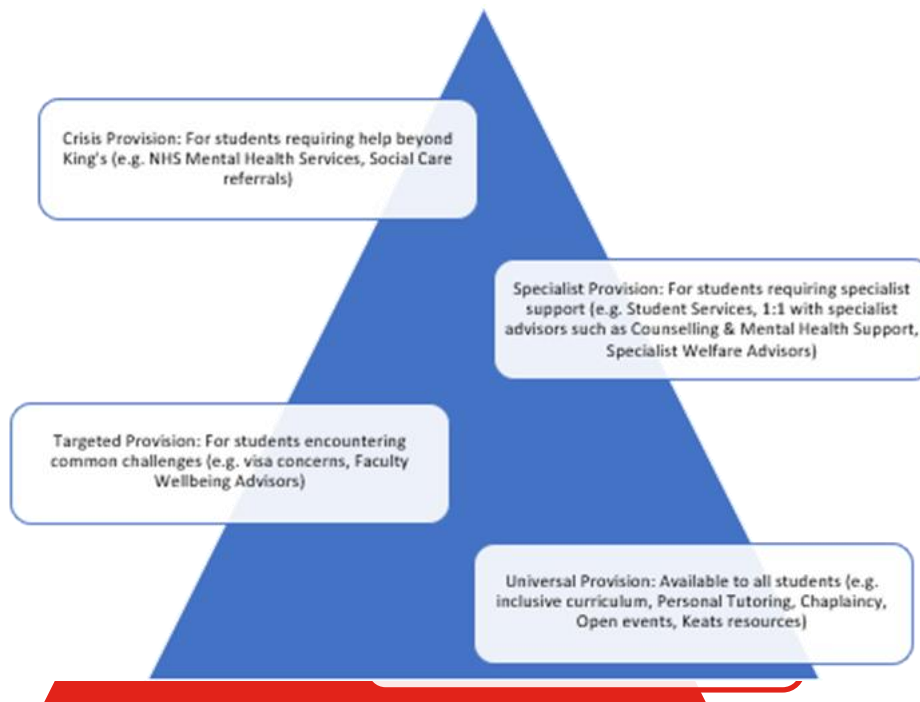 Crisis Provision: For students requiring help beyond
King's (e.g. NHS Mental Health Services, Social Care
referrals)
Specialist Provision: For students requiring specialist
support (e.g. Student Services, 1:1 with specialist
advisors such as Counselling & Mental Health Support,
Specialist Welfare Advisors)
Targeted Provision: For students encountering
common challenges (e.g. visa concerns, Faculty
Wellbeing Advisors)
Universal Provision: Available to all students (e.g.
inclusive curriculum, Personal Tutoring, Chaplaincy,
Open events, Keats resources)